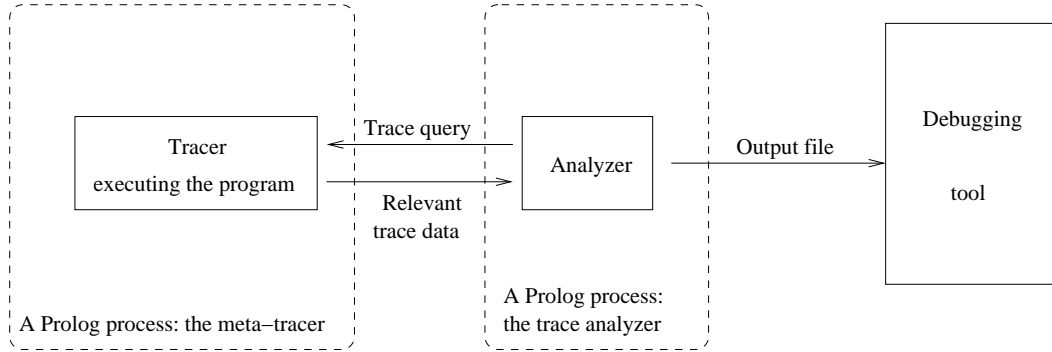 Tracer
executing the program
A Prolog process: the meta−tracer
Trace query
Relevant
trace data
Analyzer
A Prolog process:
the trace analyzer
Output file
Debugging
tool